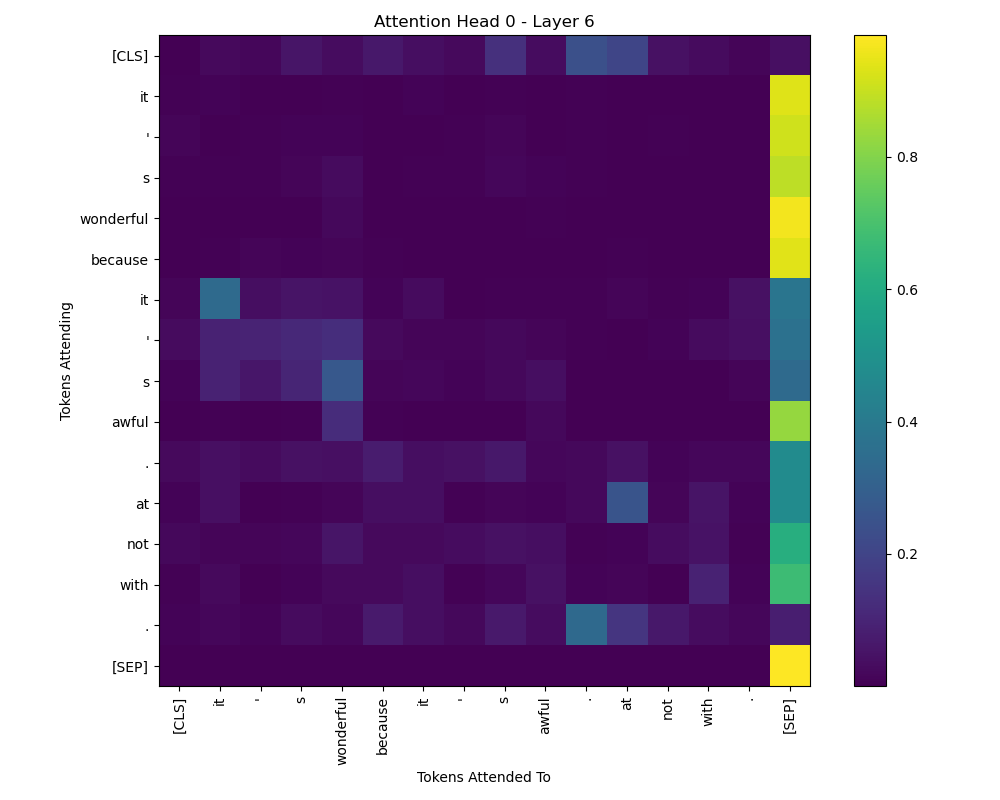 Attention Head 0 - Layer 6
Tokens Attending
[CLS]
it
'
s
wonderful
because
it
'
s
awful
.
at
not
with
.
[SEP]
[CLS]
it
'
s
wonderful
because
it
'
s
awful
.
at
not
with
.
[SEP]
Tokens Attended To
0.8
0.6
0.4
0.2